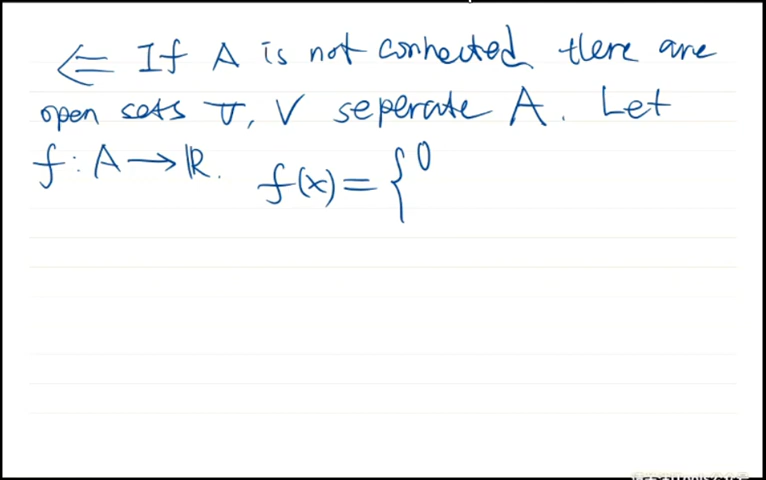 ⇐ If A is not connected, there are
open sets U, V seperate A. Let
f: A → ℝ. f(x) = { 0